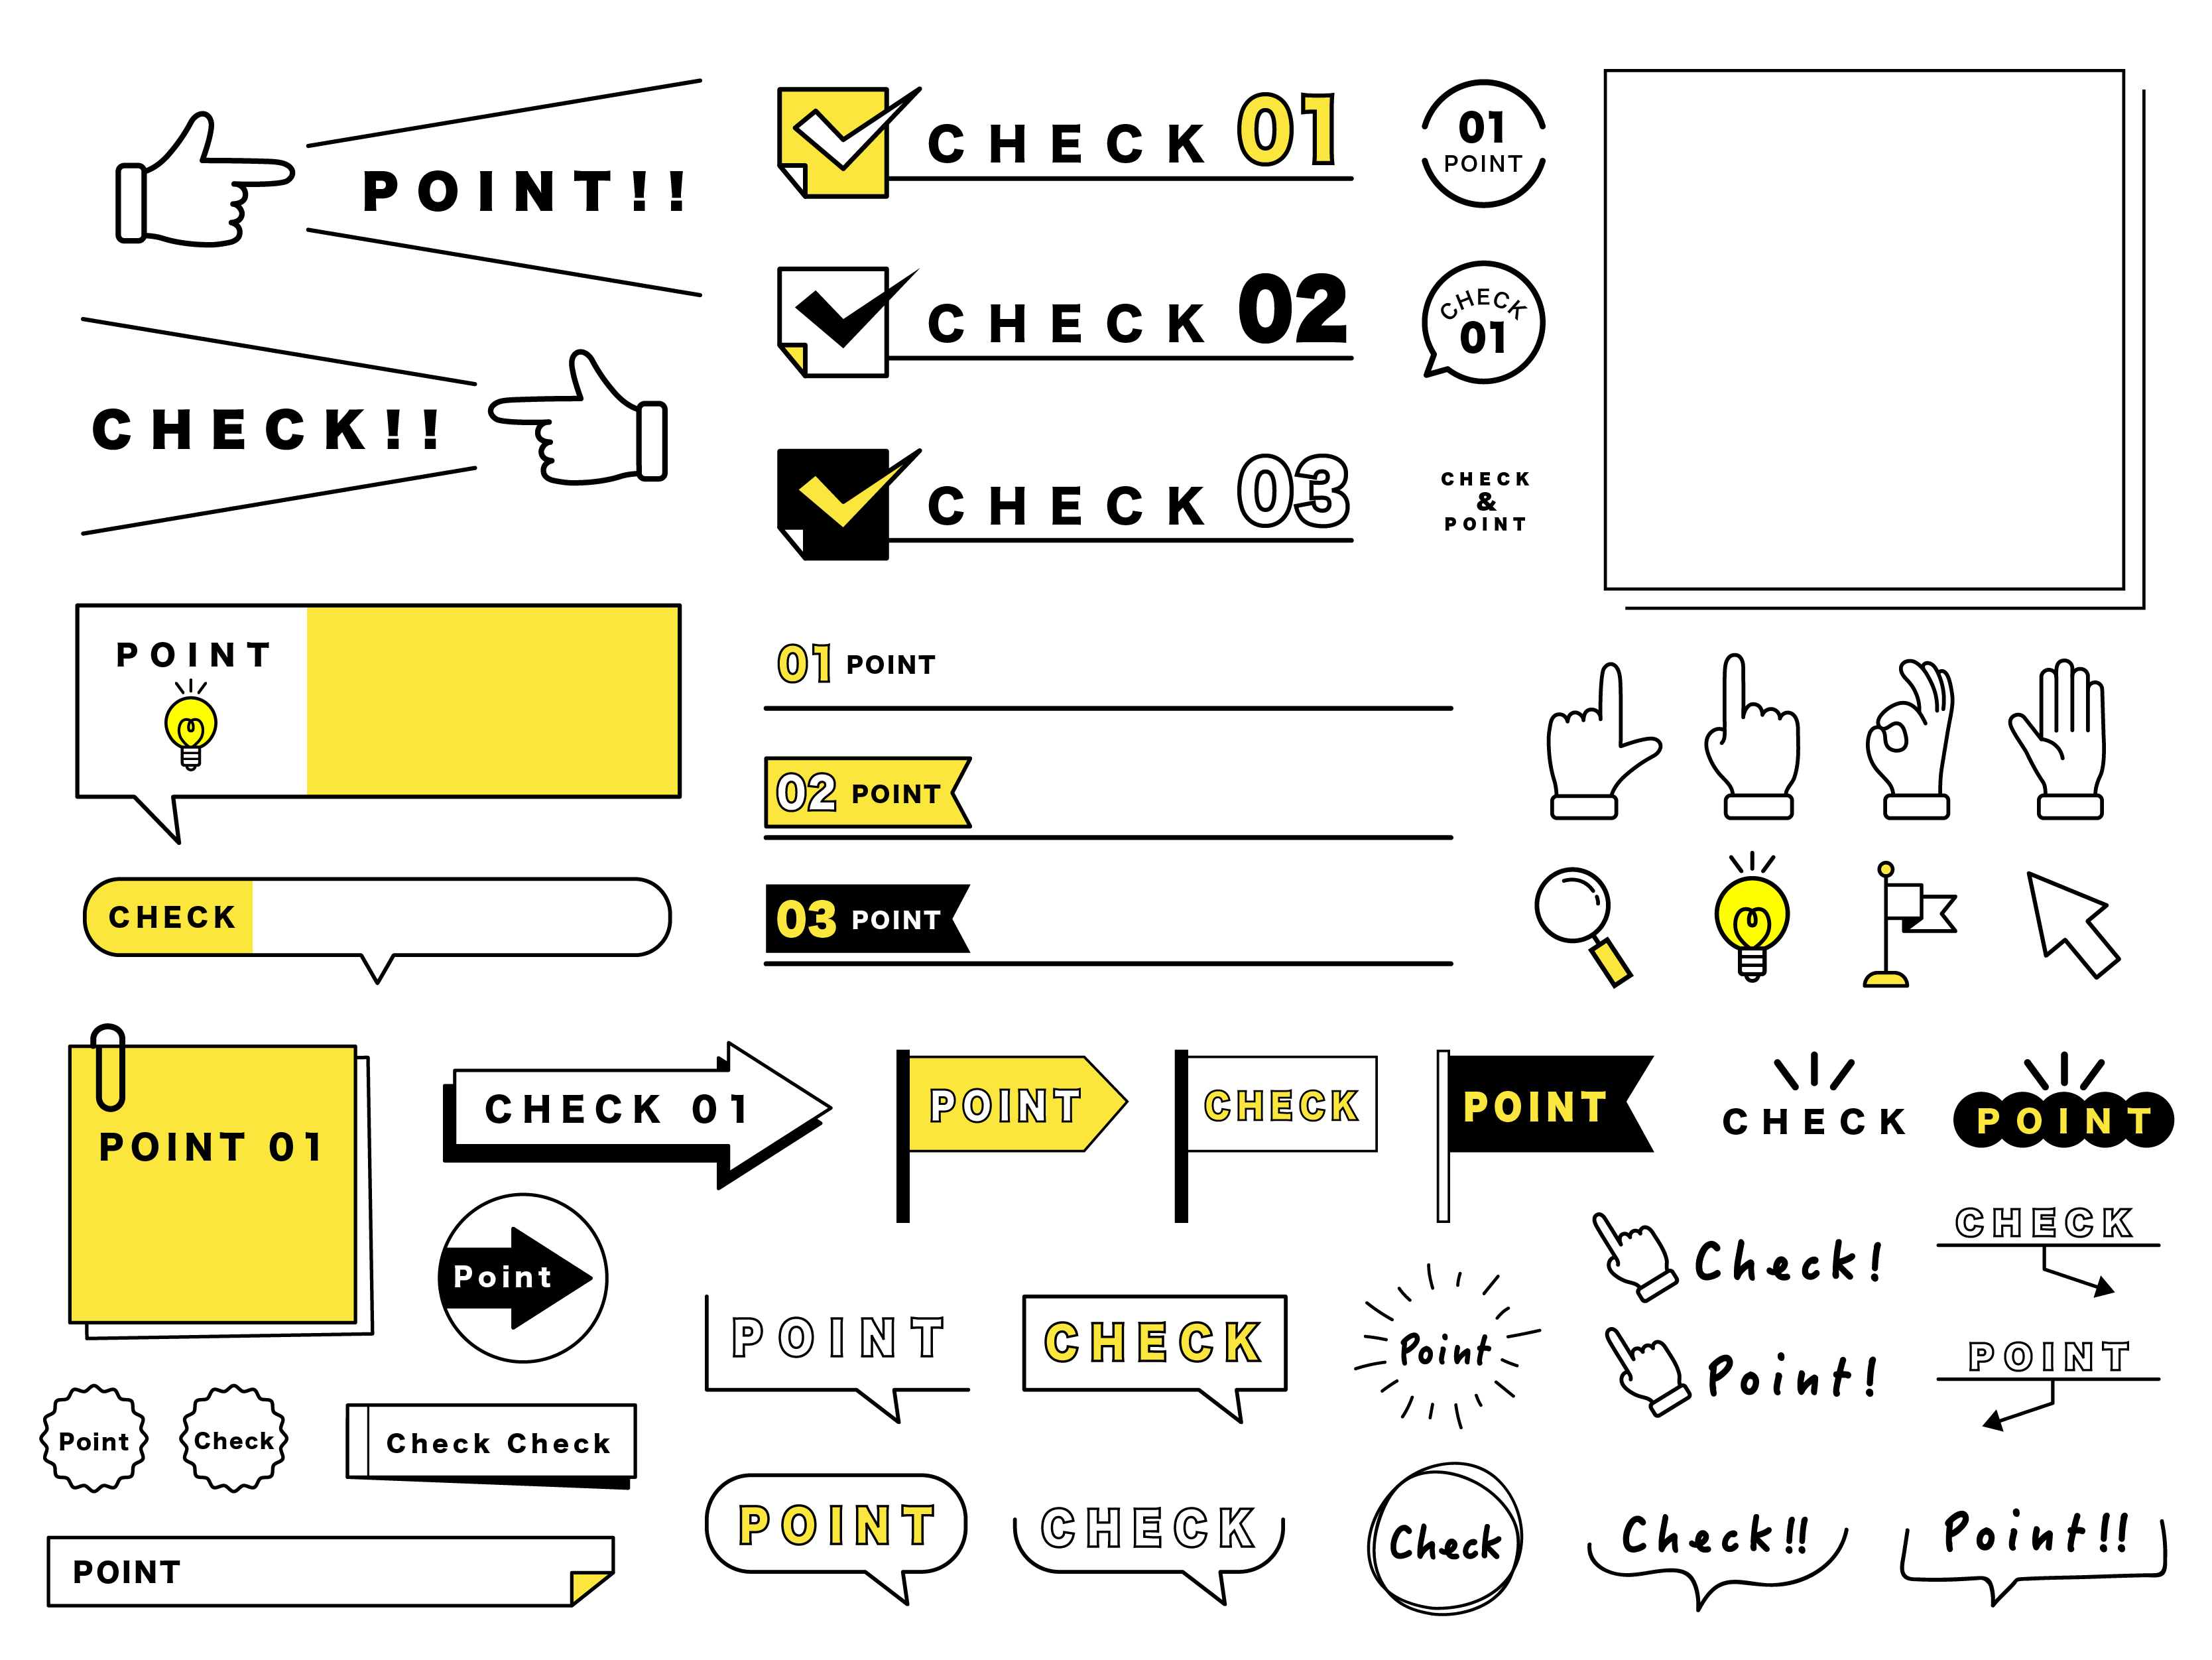 POINT!!
CHECK 01
01
POINT
CHECK 02
CHECK
01
CHECK!!
CHECK 03
CHECK
&
POINT
POINT
01 POINT
02 POINT
CHECK
03 POINT
POINT 01
CHECK 01
POINT
CHECK
POINT
CHECK
POINT
Point
CHECK
Check!
POINT
CHECK
Point
Point!
POINT
Point
Check
Check Check
POINT
CHECK
Check
Check!!
Point!!
POINT